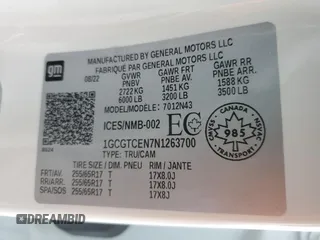 gm
MANUFACTURED BY GENERAL MOTORS LLC
FABRIQUÉ PAR GENERAL MOTORS LLC
08/22 GVWR GAWR FRT GAWR RR
PNBV PNBE AV PNBE AR
2722 KG 1451 KG 1588 KG
6000 LB 3200 LB 3500 LB
MODEL/MODÈLE: 7012N43
ICES/NMB-002 EC
CANADA
985
TRANSPORT
1GCGTCEN7N1263700
TYPE: TRU/CAM
TIRE SIZE / DIM. PNEU RIM / JANTE
FRT/AV 255/65R17 T 17X8.0J
RR/ARR 255/65R17 T 17X8.0J
SPA/SOS 255/65R17 T 17X8.0J
DREAMBID